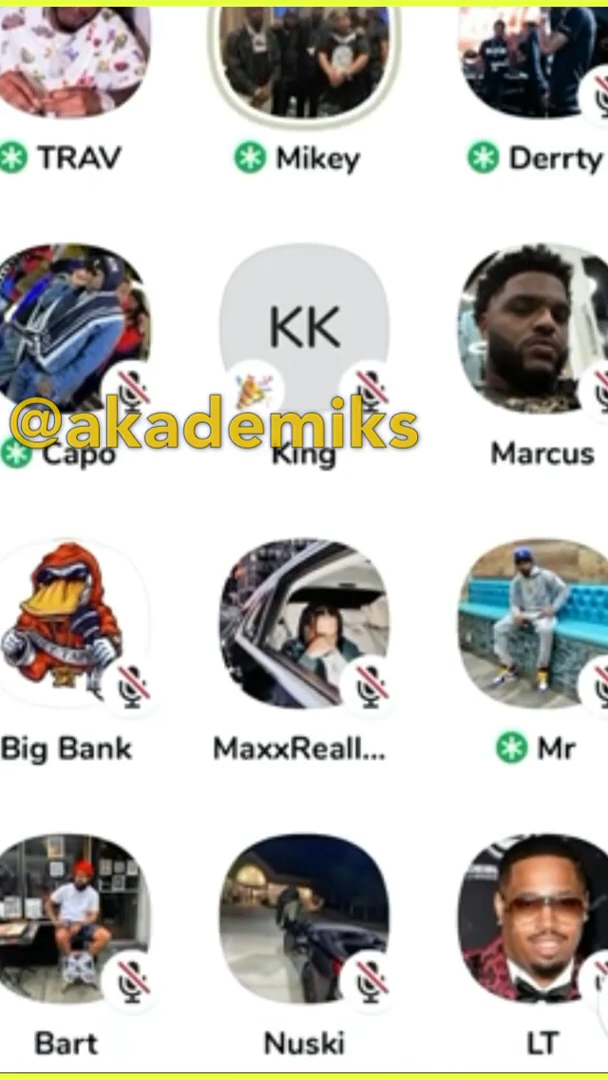 TRAV
Mikey
Derrty
KK
@akademiks
Capo
King
Marcus
Big Bank
MaxxReall...
Mr
Bart
Nuski
LT